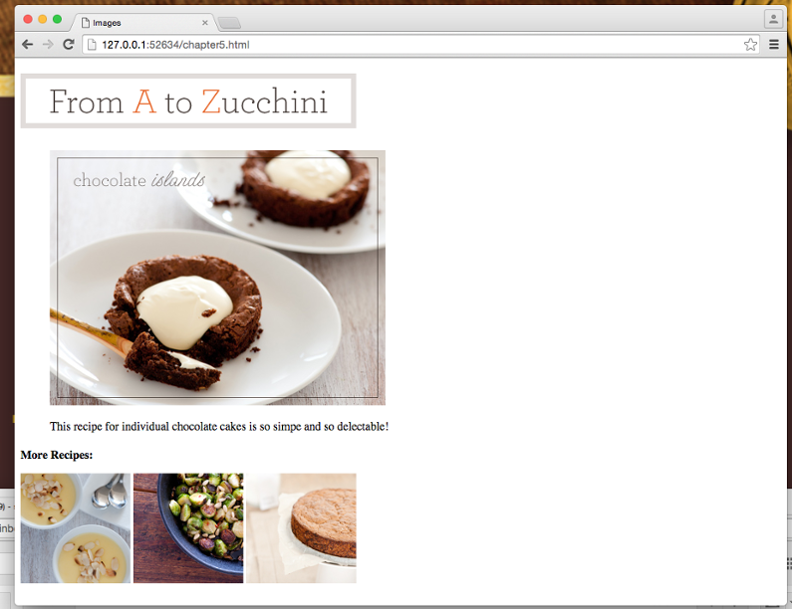 Images
127.0.0.1:52634/chapter5.html
From A to Zucchini
chocolate islands
This recipe for individual chocolate cakes is so simpe and so delectable!
More Recipes: